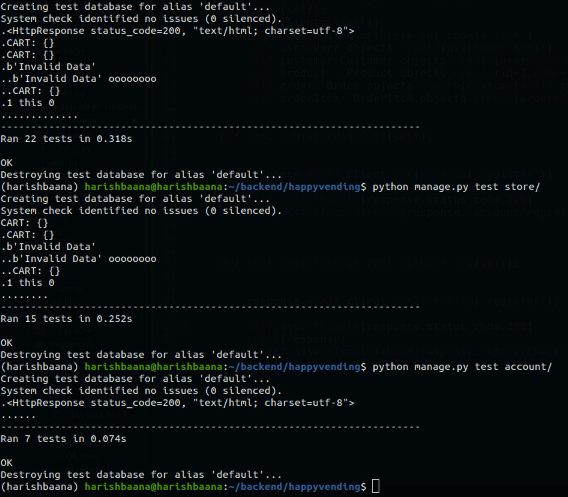 Creating test database for alias 'default'...
System check identified no issues (0 silenced).
.<HttpResponse status_code=200, "text/html; charset=utf-8">
.CART: {}
.CART: {}
.b'Invalid Data'
..b'Invalid Data' oooooooo
..CART: {}
.1 this 0
.............
----------------------------------------------------------------------
Ran 22 tests in 0.318s
OK
Destroying test database for alias 'default'...
(harishbaana) harishbaana@harishbaana:~/backend/happyvending$ python manage.py test store/
Creating test database for alias 'default'...
System check identified no issues (0 silenced).
CART: {}
.CART: {}
.b'Invalid Data'
..b'Invalid Data' oooooooo
..CART: {}
.1 this 0
........
----------------------------------------------------------------------
Ran 15 tests in 0.252s
OK
Destroying test database for alias 'default'...
(harishbaana) harishbaana@harishbaana:~/backend/happyvending$ python manage.py test account/
Creating test database for alias 'default'...
System check identified no issues (0 silenced).
.<HttpResponse status_code=200, "text/html; charset=utf-8">
......
----------------------------------------------------------------------
Ran 7 tests in 0.074s
OK
Destroying test database for alias 'default'...
(harishbaana) harishbaana@harishbaana:~/backend/happyvending$